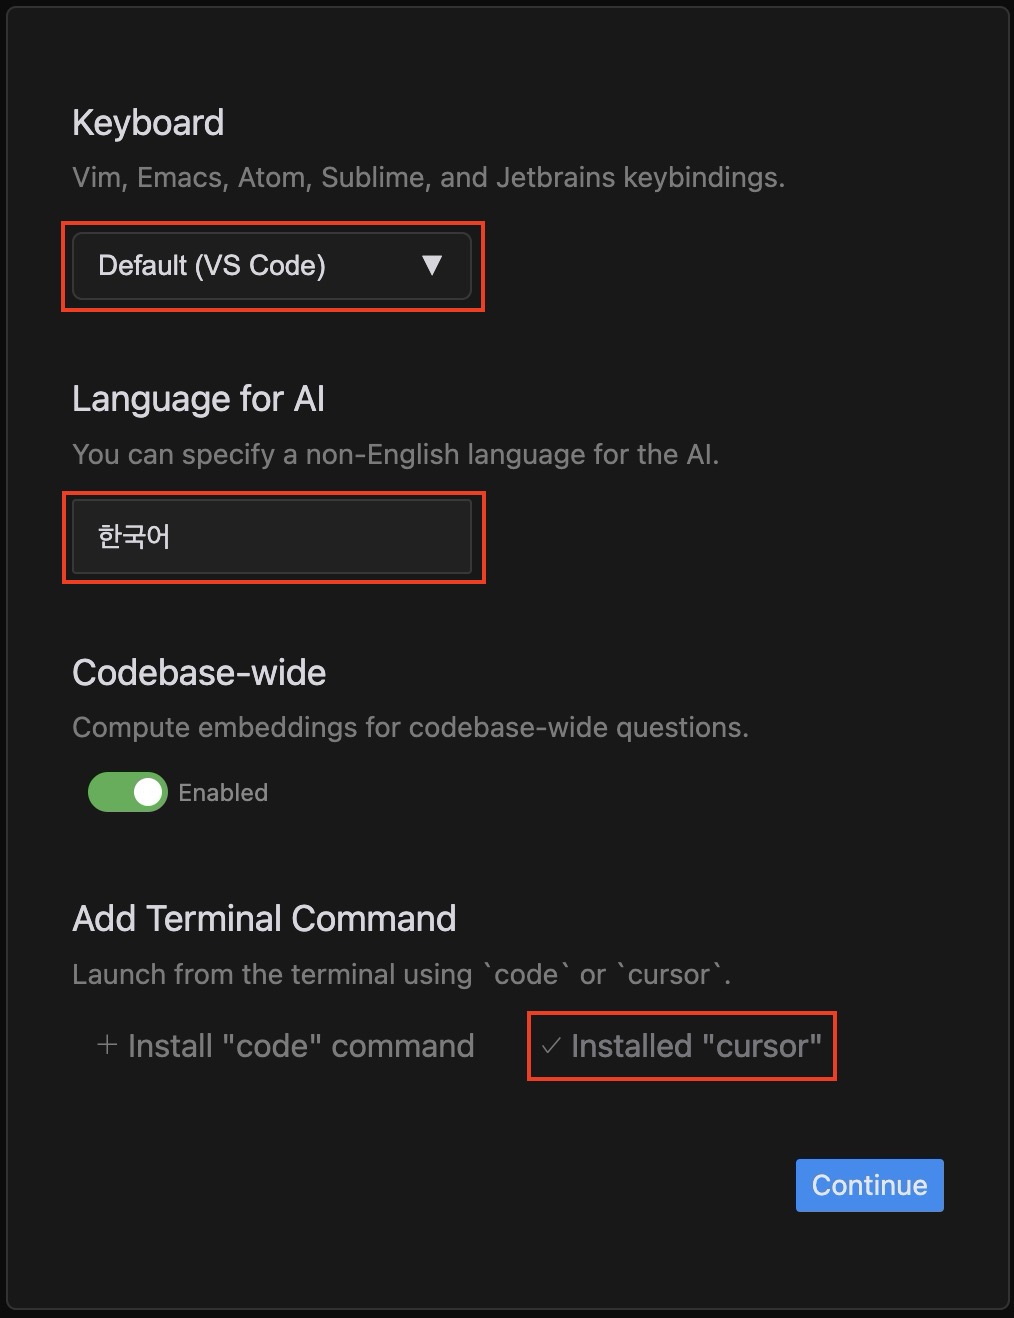 Keyboard
Vim, Emacs, Atom, Sublime, and Jetbrains keybindings.
Default (VS Code) ▼
Language for AI
You can specify a non-English language for the AI.
한국어
Codebase-wide
Compute embeddings for codebase-wide questions.
Enabled
Add Terminal Command
Launch from the terminal using `code` or `cursor`.
+ Install "code" command ✓ Installed "cursor"
Continue